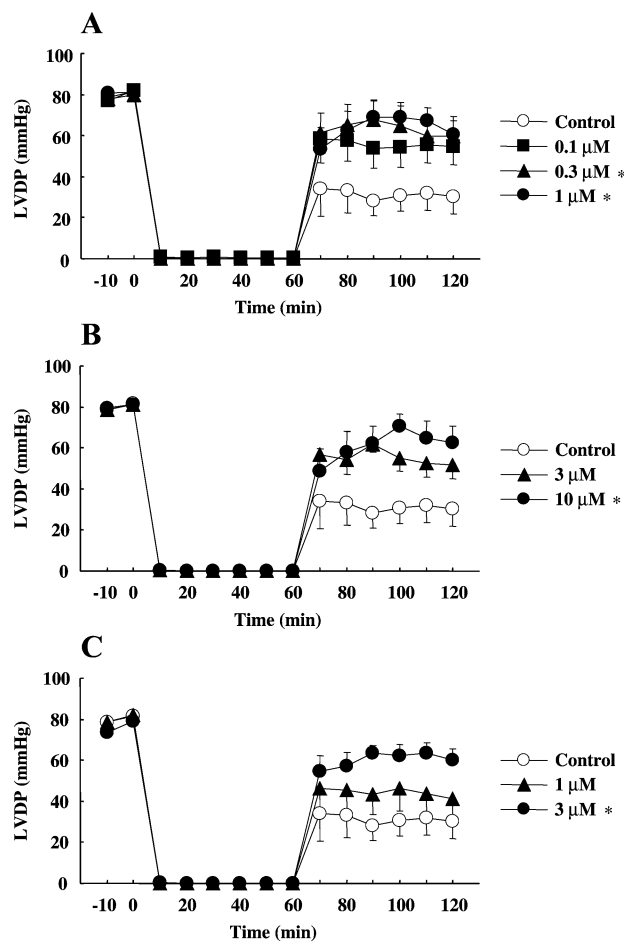 A
LVDP (mmHg)
100
80
60
40
20
0
-10 0 20 40 60 80 100 120
Time (min)
Control
0.1 μM
0.3 μM *
1 μM *
B
LVDP (mmHg)
100
80
60
40
20
0
-10 0 20 40 60 80 100 120
Time (min)
Control
3 μM
10 μM *
C
LVDP (mmHg)
100
80
60
40
20
0
-10 0 20 40 60 80 100 120
Time (min)
Control
1 μM
3 μM *